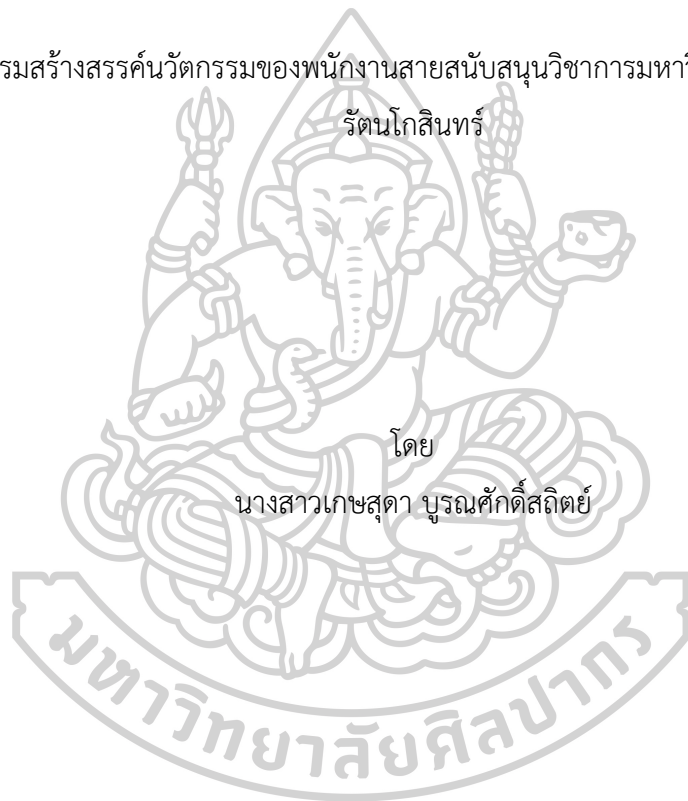 รมสร้างสรรค์นวัตกรรมของพนักงานสายสนับสนุนวิชาการมหาวิ
รัตนโกสินทร์
โดย
นางสาวเกษสุดา บูรณศักดิ์สถิตย์
มหาวิทยาลัยศิลปากร